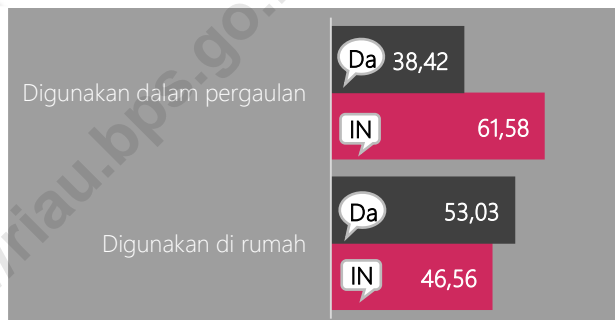 Digunakan dalam pergaulan
Da 38,42
IN 61,58
Digunakan di rumah
Da 53,03
IN 46,56
riau.bps.go